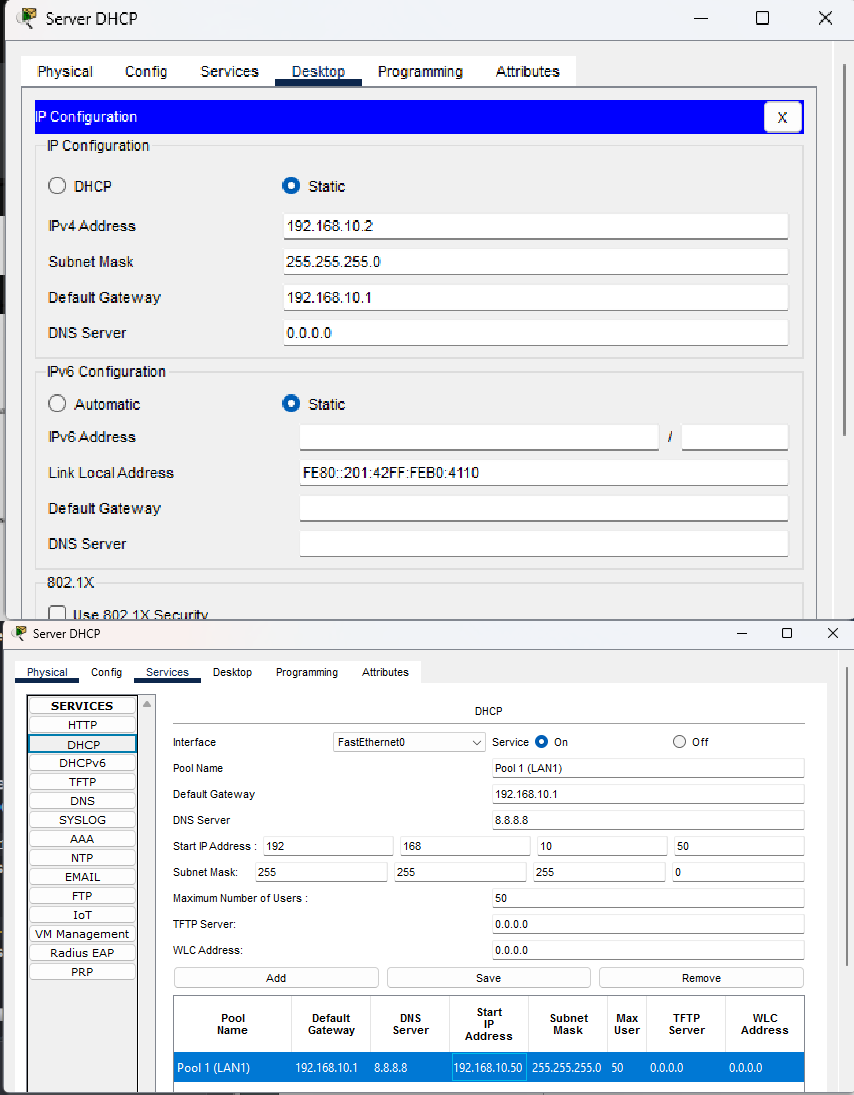 Server DHCP
Physical Config Services Desktop Programming Attributes
IP Configuration X
IP Configuration
DHCP Static
IPv4 Address 192.168.10.2
Subnet Mask 255.255.255.0
Default Gateway 192.168.10.1
DNS Server 0.0.0.0
IPv6 Configuration
Automatic Static
IPv6 Address /
Link Local Address FE80::201:42FF:FEB0:4110
Default Gateway
DNS Server
802.1X
Use 802.1X Security
Server DHCP
Physical Config Services Desktop Programming Attributes
SERVICES
HTTP
DHCP
DHCPv6
TFTP
DNS
SYSLOG
AAA
NTP
EMAIL
FTP
IoT
VM Management
Radius EAP
PRP
DHCP
Interface FastEthernet0 Service On Off
Pool Name Pool 1 (LAN1)
Default Gateway 192.168.10.1
DNS Server 8.8.8.8
Start IP Address : 192 168 10 50
Subnet Mask: 255 255 255 0
Maximum Number of Users : 50
TFTP Server: 0.0.0.0
WLC Address: 0.0.0.0
Add Save Remove
Pool Name Default Gateway DNS Server Start IP Address Subnet Mask Max User TFTP Server WLC Address
Pool 1 (LAN1) 192.168.10.1 8.8.8.8 192.168.10.50 255.255.255.0 50 0.0.0.0 0.0.0.0